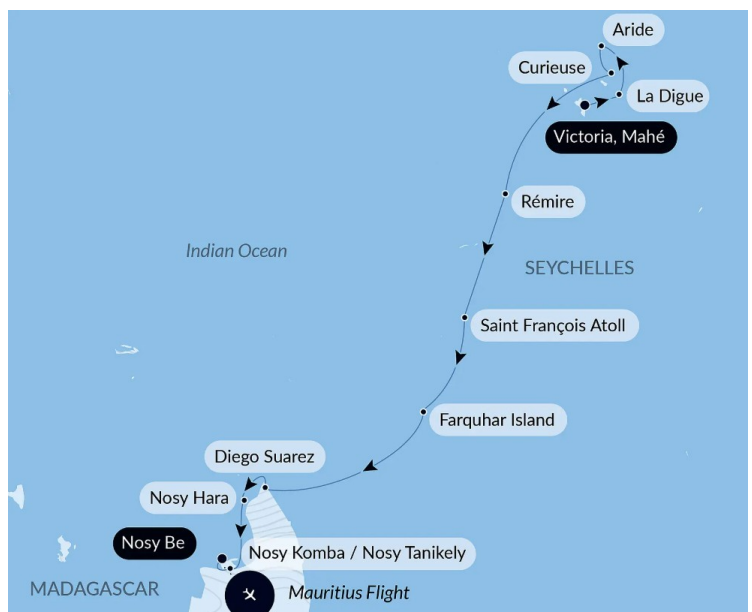 Aride
Curieuse
La Digue
Victoria, Mahé
Rémire
Indian Ocean
SEYCHELLES
Saint François Atoll
Farquhar Island
Diego Suarez
Nosy Hara
Nosy Be
Nosy Komba / Nosy Tanikely
MADAGASCAR
Mauritius Flight